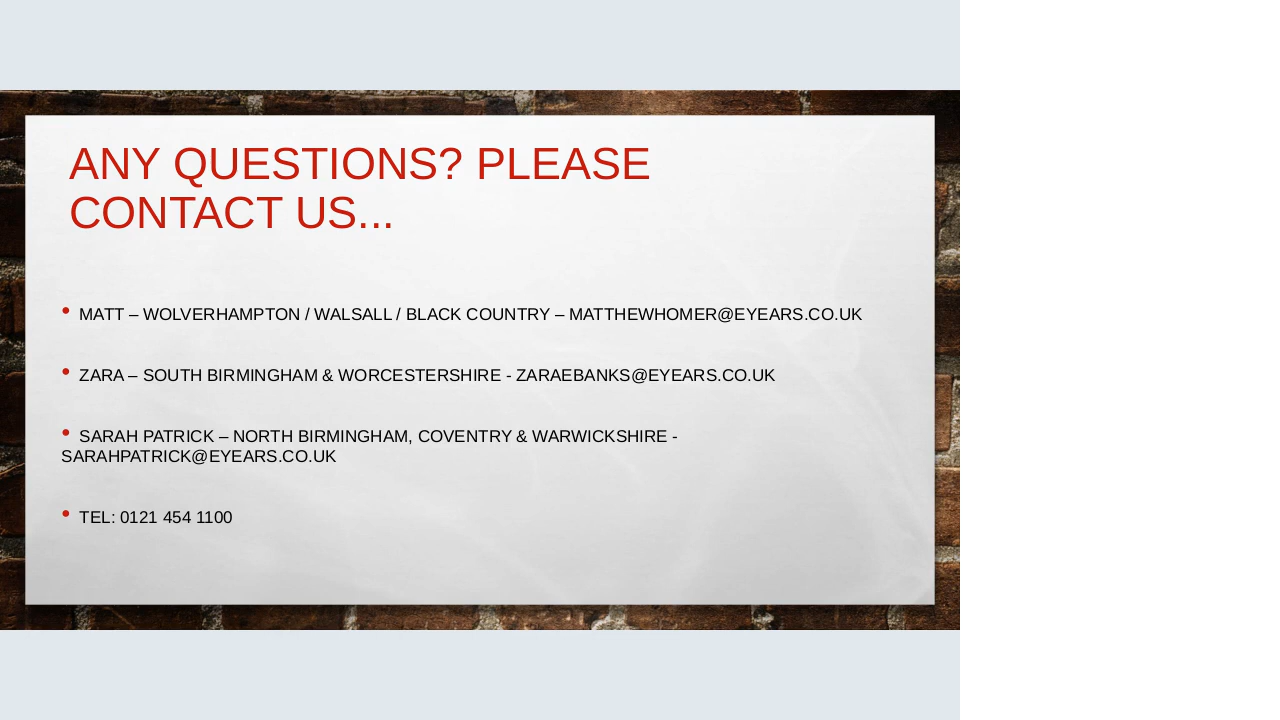 ANY QUESTIONS? PLEASE
CONTACT US...
• MATT – WOLVERHAMPTON / WALSALL / BLACK COUNTRY – MATTHEWHOMER@EYEARS.CO.UK
• ZARA – SOUTH BIRMINGHAM & WORCESTERSHIRE - ZARAEBANKS@EYEARS.CO.UK
• SARAH PATRICK – NORTH BIRMINGHAM, COVENTRY & WARWICKSHIRE -
SARAHPATRICK@EYEARS.CO.UK
• TEL: 0121 454 1100